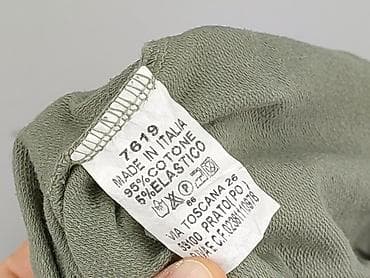 7619
MADE IN ITALIA
95%COTONE
5%ELASTICO
VIA TOSCANA 26
59100 PRATO(PO)